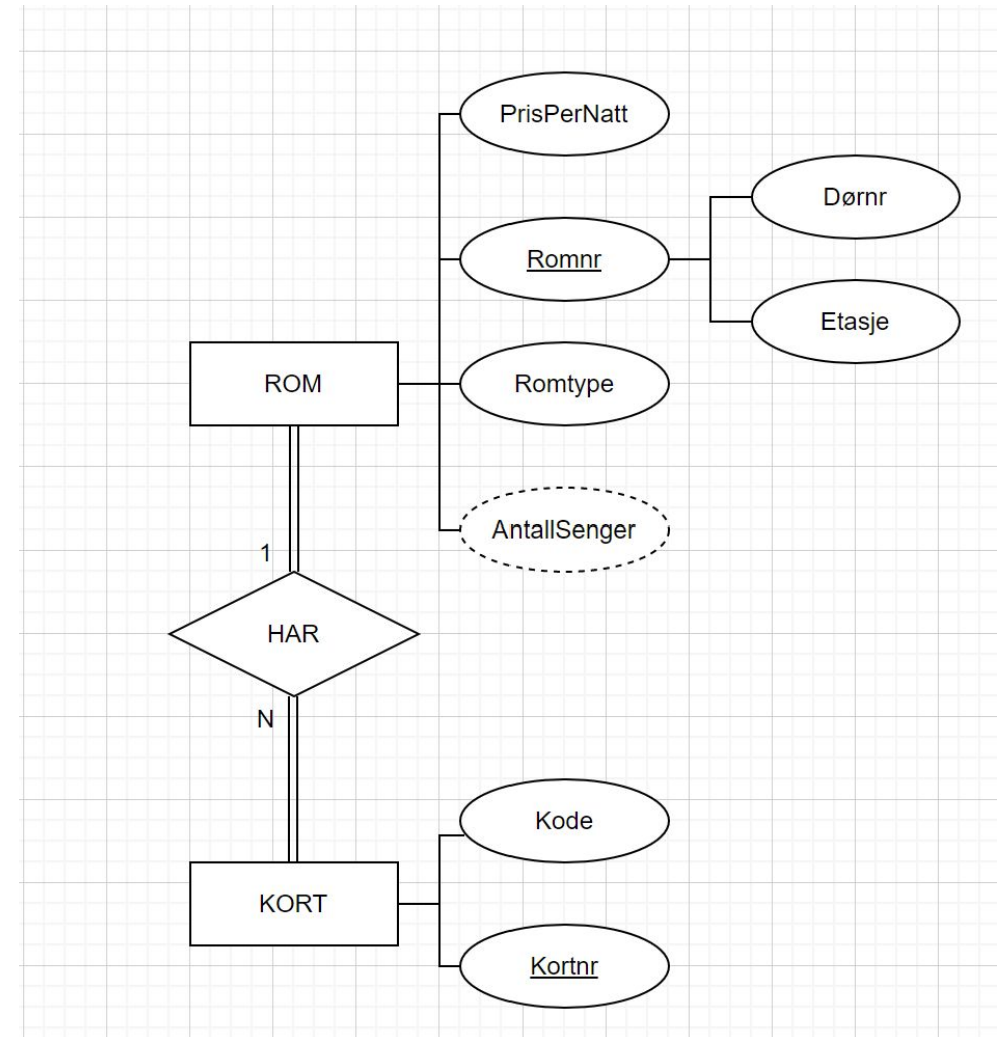 PrisPerNatt
Dørnr
Romnr
Etasje
ROM
Romtype
AntallSenger
1
HAR
N
Kode
KORT
Kortnr